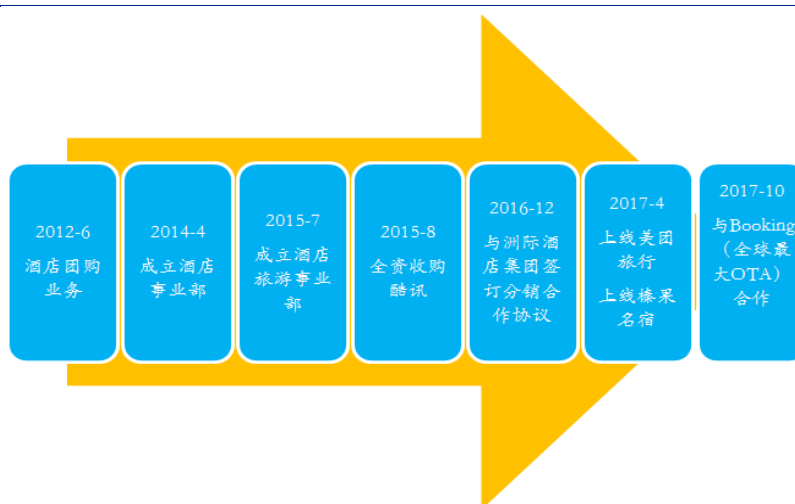 2012-6
酒店团购
业务
2014-4
成立酒店
事业部
2015-7
成立酒店
旅游事业
部
2015-8
全资收购
酷讯
2016-12
与洲际酒
店集团签
订分销合
作协议
2017-4
上线美团
旅行
上线榛果
名宿
2017-10
与Booking
（全球最
大OTA）
合作